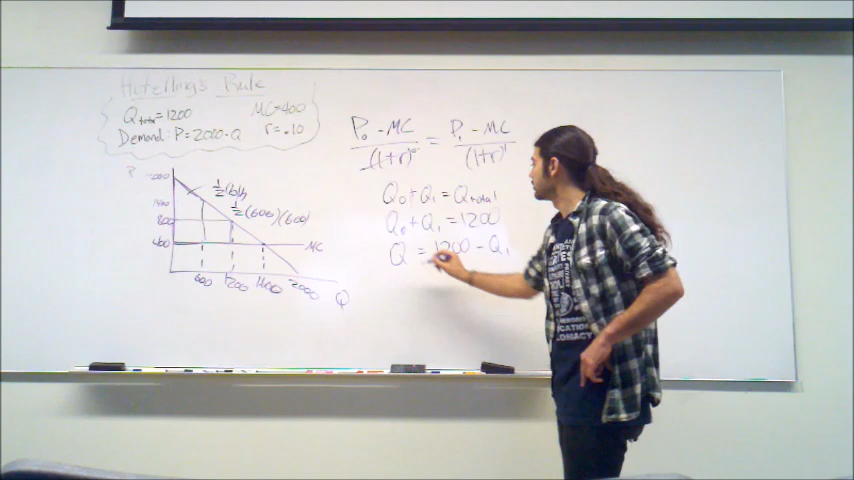 Hotelling's Rule
Q total = 1200 MC = 400
Demand: P = 2000 - Q r = .10
P
2000
1400
800
400
1/2 (b)h
1/2 (600)(600)
MC
600 1200 1600 2000 Q
P0 - MC / (1+r)^0 = P1 - MC / (1+r)^1
Q0 + Q1 = Q total
Q0 + Q1 = 1200
Q = 1200 - Q1